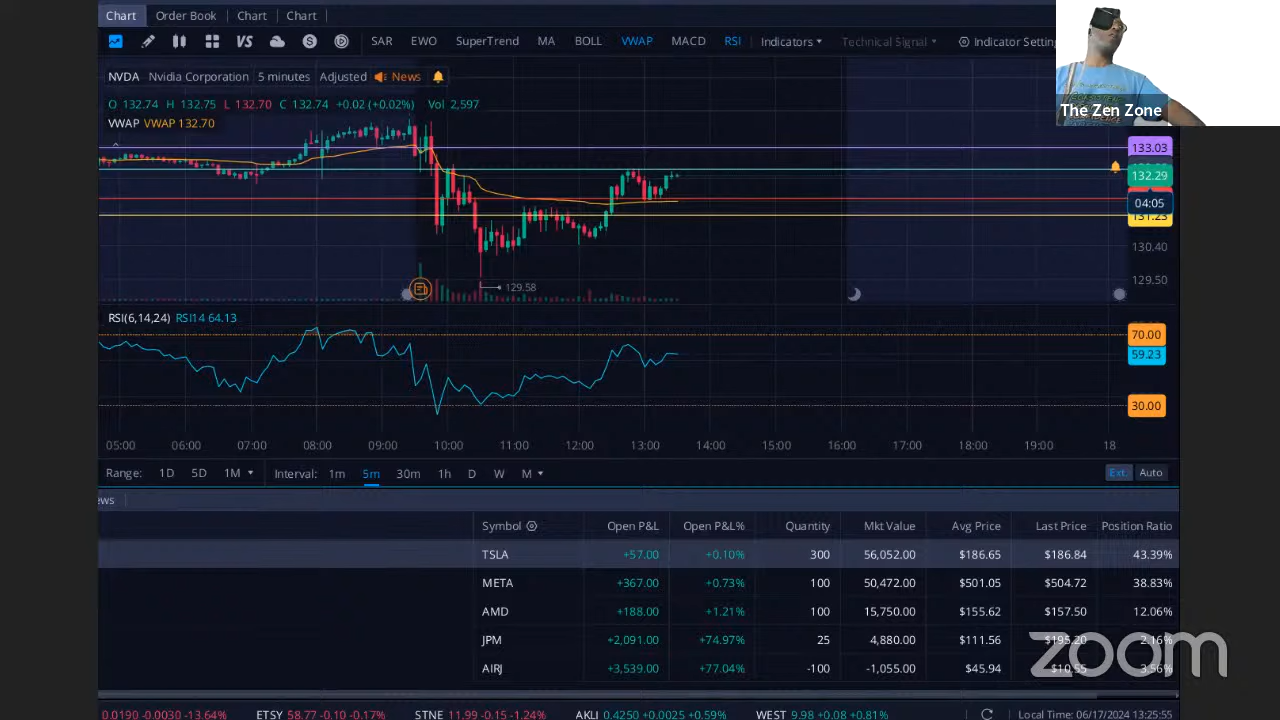 Chart Order Book Chart Chart
VS SAR EWO SuperTrend MA BOLL VWAP MACD RSI Indicators Technical Signal Indicator Setting
The Zen Zone
NVDA Nvidia Corporation 5 minutes Adjusted News
O 132.74 H 132.75 L 132.70 C 132.74 +0.02 (+0.02%) Vol 2,597
VWAP VWAP 132.70
133.03
132.29
04:05
131.23
130.40
129.50
129.58
RSI(6,14,24) RSI14 64.13
70.00
59.23
30.00
05:00 06:00 07:00 08:00 09:00 10:00 11:00 12:00 13:00 14:00 15:00 16:00 17:00 18:00 19:00 18
Range: 1D 5D 1M Interval: 1m 5m 30m 1h D W M Ext. Auto
ews
Symbol Open P&L Open P&L% Quantity Mkt Value Avg Price Last Price Position Ratio
TSLA +57.00 +0.10% 300 56,052.00 $186.65 $186.84 43.39%
META +367.00 +0.73% 100 50,472.00 $501.05 $504.72 38.83%
AMD +188.00 +1.21% 100 15,750.00 $155.62 $157.50 12.06%
JPM +2,091.00 +74.97% 25 4,880.00 $111.56 $195.20 2.16%
AIRJ +3,539.00 +77.04% -100 -1,055.00 $45.94 $10.55 3.56%
zoom
0.0190 -0.0030 -13.64% ETSY 58.77 -0.10 -0.17% STNE 11.99 -0.15 -1.24% AKLI 0.4250 +0.0025 +0.59% WEST 9.98 +0.08 +0.81% Local Time: 06/17/2024 13:25:55